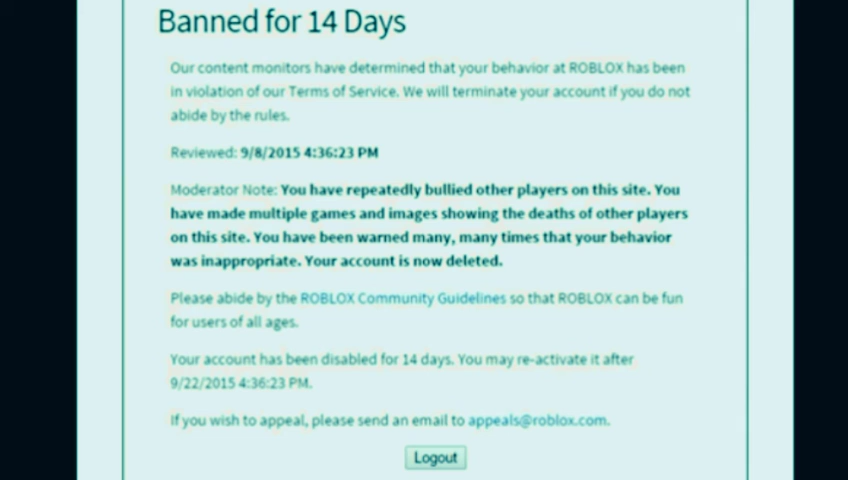 Banned for 14 Days
Our content monitors have determined that your behavior at ROBLOX has been
in violation of our Terms of Service. We will terminate your account if you do not
abide by the rules.
Reviewed: 9/8/2015 4:36:23 PM
Moderator Note: You have repeatedly bullied other players on this site. You
have made multiple games and images showing the deaths of other players
on this site. You have been warned many, many times that your behavior
was inappropriate. Your account is now deleted.
Please abide by the ROBLOX Community Guidelines so that ROBLOX can be fun
for users of all ages.
Your account has been disabled for 14 days. You may re-activate it after
9/22/2015 4:36:23 PM.
If you wish to appeal, please send an email to appeals@roblox.com.
Logout